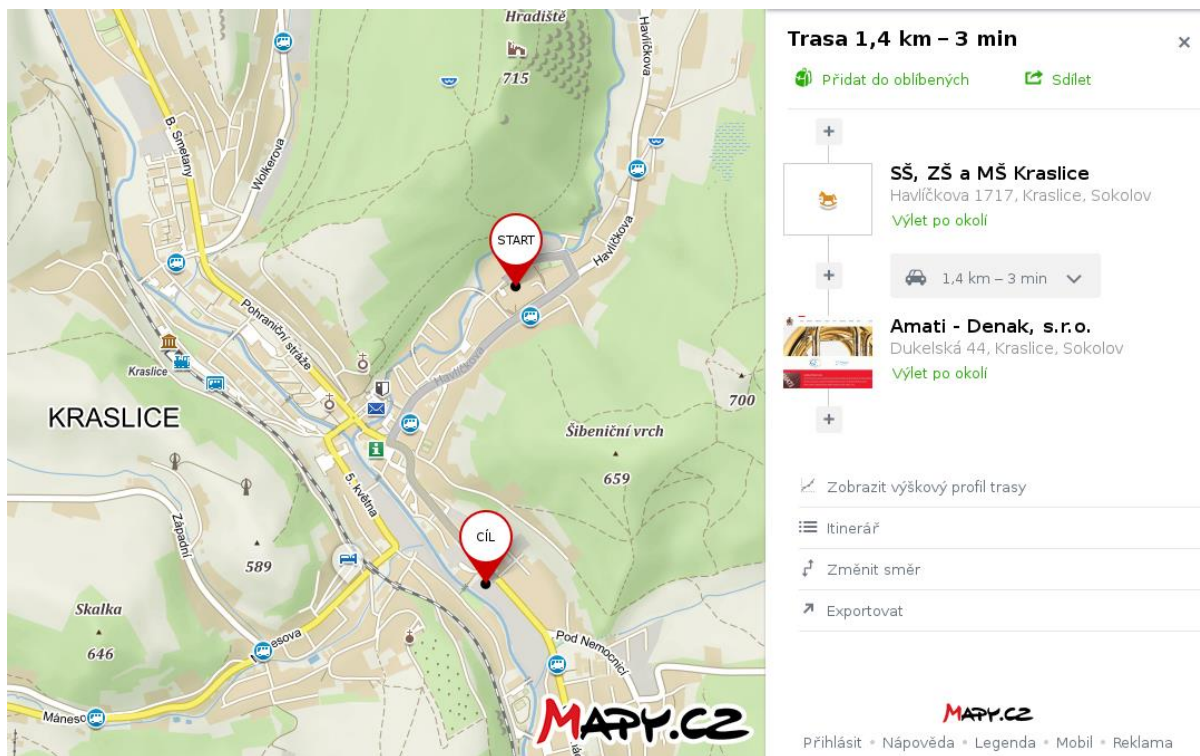 Hradiště
715
Havlíčkova
B. Smetany
Wolkerova
START
Havlíčkova
Pohraniční stráže
Kraslice
Havlíčkova
700
KRASLICE
Šibeniční vrch
659
5. května
Západní
CÍL
589
Skalka
646
Mánesova
Pod Nemocnicí
MAPY.CZ
Trasa 1,4 km – 3 min
×
Přidat do oblíbených
Sdílet
+
SŠ, ZŠ a MŠ Kraslice
Havlíčkova 1717, Kraslice, Sokolov
Výlet po okolí
+
1,4 km – 3 min
Amati - Denak, s.r.o.
Dukelská 44, Kraslice, Sokolov
Výlet po okolí
+
Zobrazit výškový profil trasy
Itinerář
Změnit směr
Exportovat
MAPY.CZ
Přihlásit • Nápověda • Legenda • Mobil • Reklama